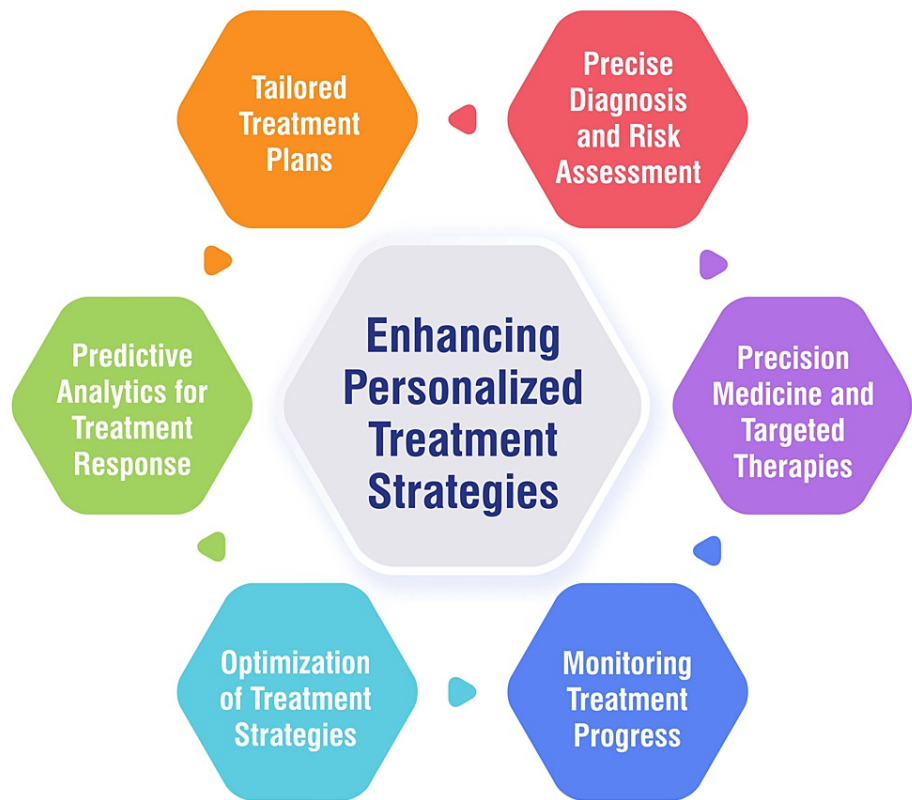 Tailored
Treatment
Plans
Precise
Diagnosis
and Risk
Assessment
Predictive
Analytics for
Treatment
Response
Enhancing
Personalized
Treatment
Strategies
Precision
Medicine and
Targeted
Therapies
Optimization
of Treatment
Strategies
Monitoring
Treatment
Progress